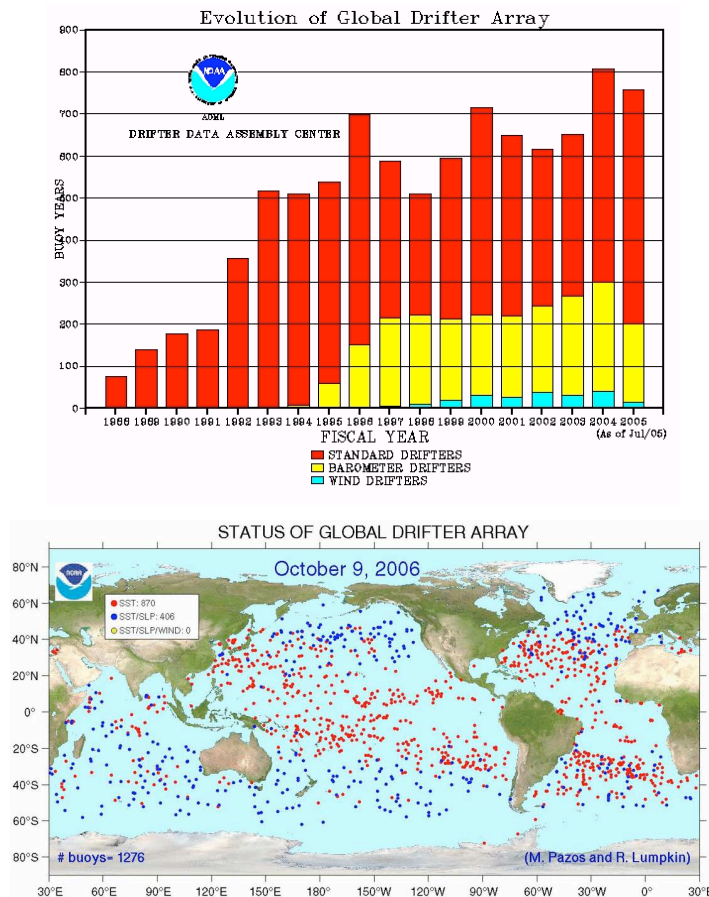 Evolution of Global Drifter Array
900
800
700
600
500
400
300
200
100
0
BUOY YEARS
NOAA
AOML
DRIFTER DATA ASSEMBLY CENTER
1988 1989 1990 1991 1992 1993 1994 1995 1996 1997 1998 1999 2000 2001 2002 2003 2004 2005
FISCAL YEAR
(As of Jul/05)
STANDARD DRIFTERS
BAROMETER DRIFTERS
WIND DRIFTERS
STATUS OF GLOBAL DRIFTER ARRAY
October 9, 2006
NOAA
SST: 870
SST/SLP: 406
SST/SLP/WIND: 0
80°N
60°N
40°N
20°N
0°
20°S
40°S
60°S
80°S
# buoys= 1276
(M. Pazos and R. Lumpkin)
30°E 60°E 90°E 120°E 150°E 180° 150°W 120°W 90°W 60°W 30°W 0° 30°E